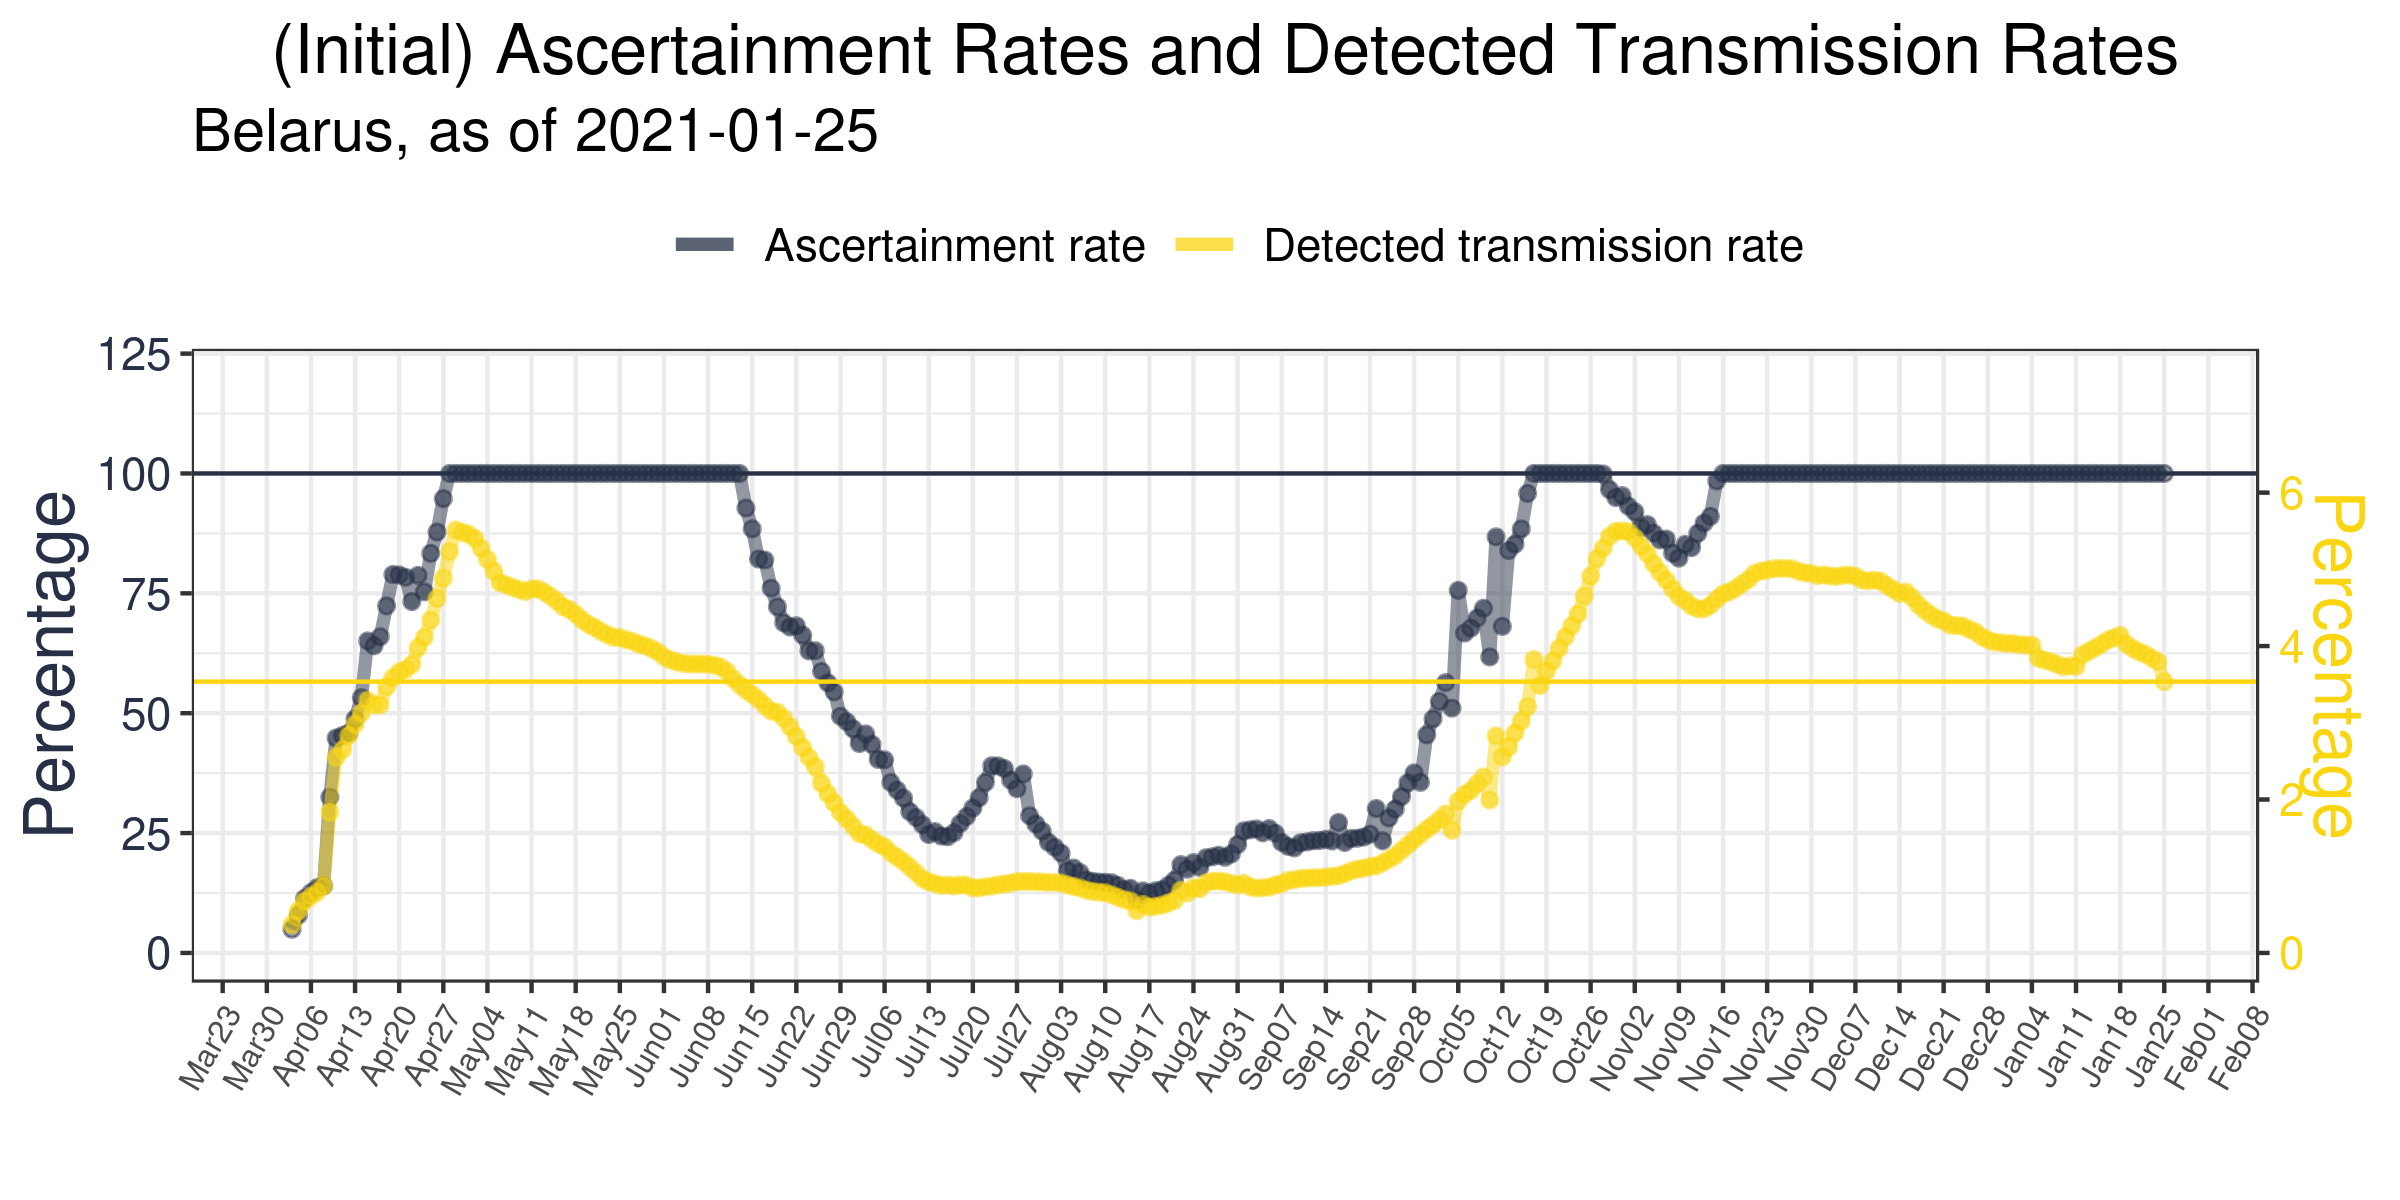 (Initial) Ascertainment Rates and Detected Transmission Rates
Belarus, as of 2021-01-25
Ascertainment rate
Detected transmission rate
125
100
75
50
25
0
Percentage
6
4
2
0
Percentage
Mar23
Mar30
Apr06
Apr13
Apr20
Apr27
May04
May11
May18
May25
Jun01
Jun08
Jun15
Jun22
Jun29
Jul06
Jul13
Jul20
Jul27
Aug03
Aug10
Aug17
Aug24
Aug31
Sep07
Sep14
Sep21
Sep28
Oct05
Oct12
Oct19
Oct26
Nov02
Nov09
Nov16
Nov23
Nov30
Dec07
Dec14
Dec21
Dec28
Jan04
Jan11
Jan18
Jan25
Feb01
Feb08